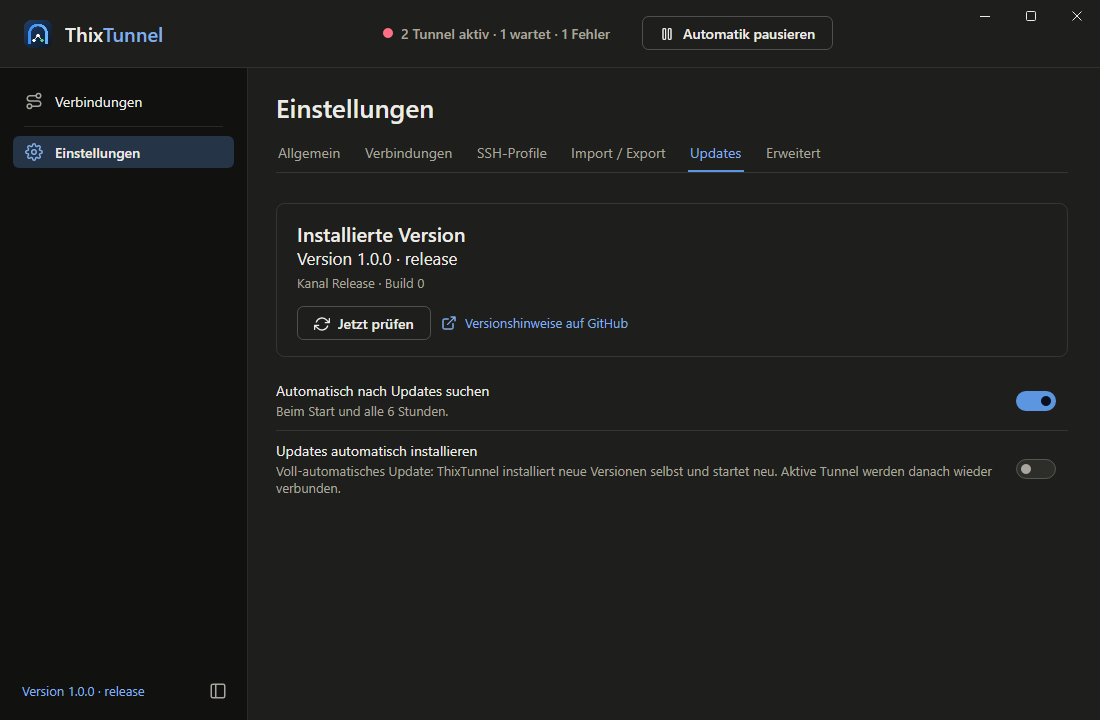 ThixTunnel
2 Tunnel aktiv · 1 wartet · 1 Fehler
Automatik pausieren
Verbindungen
Einstellungen
Einstellungen
Allgemein Verbindungen SSH-Profile Import / Export Updates Erweitert
Installierte Version
Version 1.0.0 · release
Kanal Release · Build 0
Jetzt prüfen Versionshinweise auf GitHub
Automatisch nach Updates suchen
Beim Start und alle 6 Stunden.
Updates automatisch installieren
Voll-automatisches Update: ThixTunnel installiert neue Versionen selbst und startet neu. Aktive Tunnel werden danach wieder
verbunden.
Version 1.0.0 · release